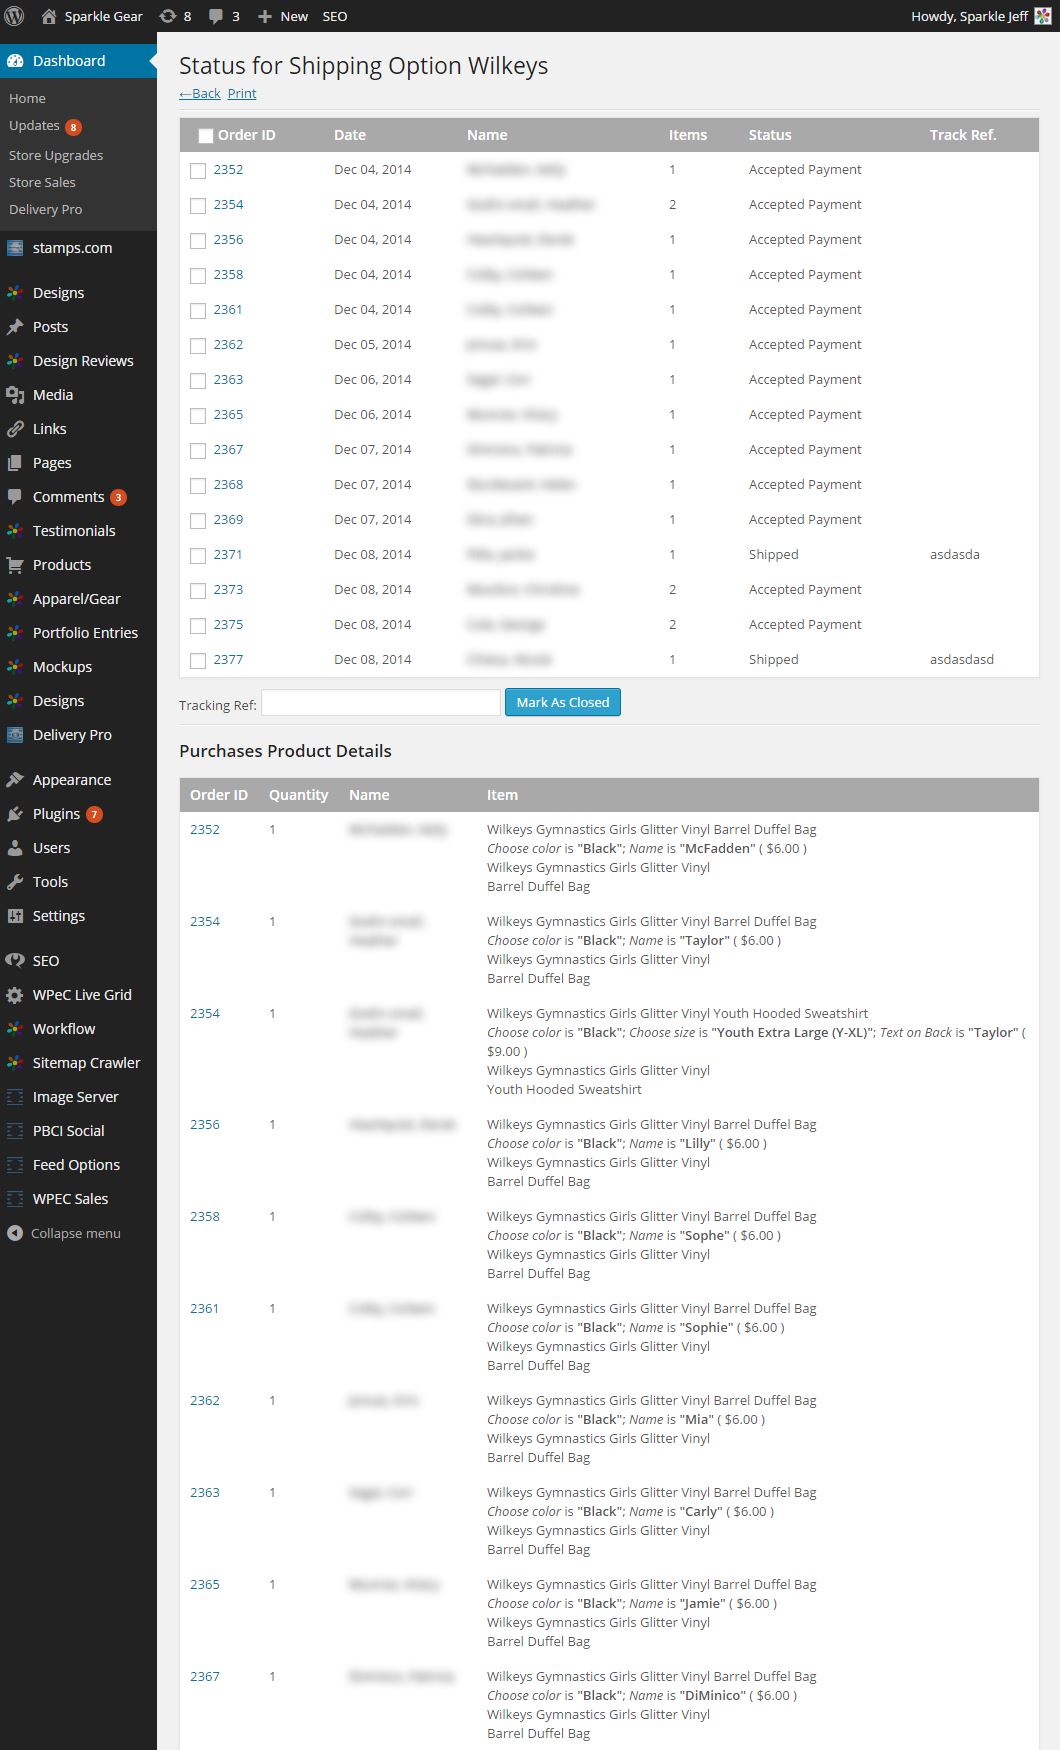 Sparkle Gear 8 3 New SEO Howdy, Sparkle Jeff
Dashboard
Home
Updates 8
Store Upgrades
Store Sales
Delivery Pro
stamps.com
Designs
Posts
Design Reviews
Media
Links
Pages
Comments 3
Testimonials
Products
Apparel/Gear
Portfolio Entries
Mockups
Designs
Delivery Pro
Appearance
Plugins 7
Users
Tools
Settings
SEO
WPeC Live Grid
Workflow
Sitemap Crawler
Image Server
PBCI Social
Feed Options
WPEC Sales
Collapse menu
Status for Shipping Option Wilkeys
←Back Print
Order ID Date Name Items Status Track Ref.
2352 Dec 04, 2014 1 Accepted Payment
2354 Dec 04, 2014 2 Accepted Payment
2356 Dec 04, 2014 1 Accepted Payment
2358 Dec 04, 2014 1 Accepted Payment
2361 Dec 04, 2014 1 Accepted Payment
2362 Dec 05, 2014 1 Accepted Payment
2363 Dec 06, 2014 1 Accepted Payment
2365 Dec 06, 2014 1 Accepted Payment
2367 Dec 07, 2014 1 Accepted Payment
2368 Dec 07, 2014 1 Accepted Payment
2369 Dec 07, 2014 1 Accepted Payment
2371 Dec 08, 2014 1 Shipped asdasda
2373 Dec 08, 2014 2 Accepted Payment
2375 Dec 08, 2014 2 Accepted Payment
2377 Dec 08, 2014 1 Shipped asdasdasd
Tracking Ref: Mark As Closed
Purchases Product Details
Order ID Quantity Name Item
2352 1 Wilkeys Gymnastics Girls Glitter Vinyl Barrel Duffel Bag
Choose color is "Black"; Name is "McFadden" ( $6.00 )
Wilkeys Gymnastics Girls Glitter Vinyl
Barrel Duffel Bag
2354 1 Wilkeys Gymnastics Girls Glitter Vinyl Barrel Duffel Bag
Choose color is "Black"; Name is "Taylor" ( $6.00 )
Wilkeys Gymnastics Girls Glitter Vinyl
Barrel Duffel Bag
2354 1 Wilkeys Gymnastics Girls Glitter Vinyl Youth Hooded Sweatshirt
Choose color is "Black"; Choose size is "Youth Extra Large (Y-XL)"; Text on Back is "Taylor" (
$9.00 )
Wilkeys Gymnastics Girls Glitter Vinyl
Youth Hooded Sweatshirt
2356 1 Wilkeys Gymnastics Girls Glitter Vinyl Barrel Duffel Bag
Choose color is "Black"; Name is "Lilly" ( $6.00 )
Wilkeys Gymnastics Girls Glitter Vinyl
Barrel Duffel Bag
2358 1 Wilkeys Gymnastics Girls Glitter Vinyl Barrel Duffel Bag
Choose color is "Black"; Name is "Sophe" ( $6.00 )
Wilkeys Gymnastics Girls Glitter Vinyl
Barrel Duffel Bag
2361 1 Wilkeys Gymnastics Girls Glitter Vinyl Barrel Duffel Bag
Choose color is "Black"; Name is "Sophie" ( $6.00 )
Wilkeys Gymnastics Girls Glitter Vinyl
Barrel Duffel Bag
2362 1 Wilkeys Gymnastics Girls Glitter Vinyl Barrel Duffel Bag
Choose color is "Black"; Name is "Mia" ( $6.00 )
Wilkeys Gymnastics Girls Glitter Vinyl
Barrel Duffel Bag
2363 1 Wilkeys Gymnastics Girls Glitter Vinyl Barrel Duffel Bag
Choose color is "Black"; Name is "Carly" ( $6.00 )
Wilkeys Gymnastics Girls Glitter Vinyl
Barrel Duffel Bag
2365 1 Wilkeys Gymnastics Girls Glitter Vinyl Barrel Duffel Bag
Choose color is "Black"; Name is "Jamie" ( $6.00 )
Wilkeys Gymnastics Girls Glitter Vinyl
Barrel Duffel Bag
2367 1 Wilkeys Gymnastics Girls Glitter Vinyl Barrel Duffel Bag
Choose color is "Black"; Name is "DiMinico" ( $6.00 )
Wilkeys Gymnastics Girls Glitter Vinyl
Barrel Duffel Bag